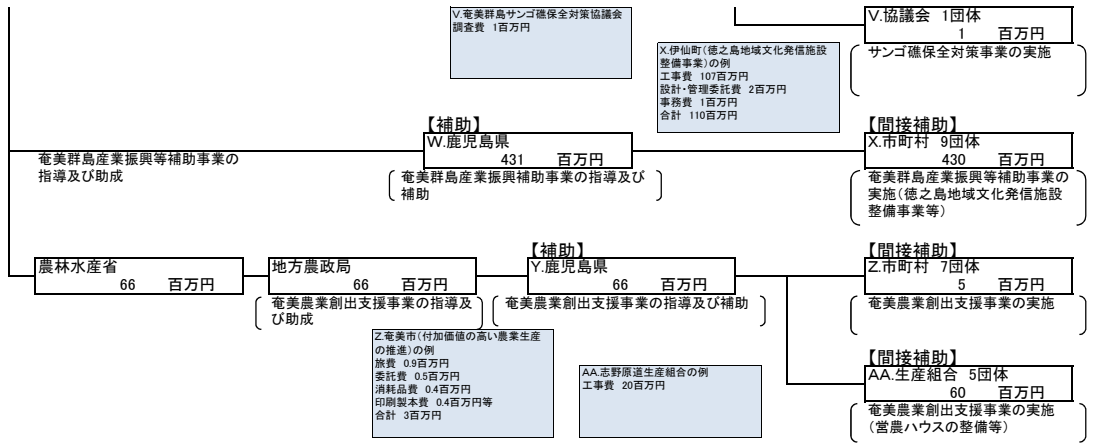 V.奄美群島サンゴ礁保全対策協議会
調査費 1百万円
V.協議会 1団体
1 百万円
サンゴ礁保全対策事業の実施
X.伊仙町(徳之島地域文化発信施設
整備事業)の例
工事費 107百万円
設計・管理委託費 2百万円
事務費 1百万円
合計 110百万円
【補助】
W.鹿児島県
431 百万円
奄美群島産業振興補助事業の指導及び
補助
奄美群島産業振興等補助事業の
指導及び助成
【間接補助】
X.市町村 9団体
430 百万円
奄美群島産業振興等補助事業の
実施(徳之島地域文化発信施設
整備事業等)
農林水産省
66 百万円
地方農政局
66 百万円
奄美農業創出支援事業の指導及
び助成
【補助】
Y.鹿児島県
66 百万円
奄美農業創出支援事業の指導及び補助
【間接補助】
Z.市町村 7団体
5 百万円
奄美農業創出支援事業の実施
Z.奄美市(付加価値の高い農業生産
の推進)の例
旅費 0.9百万円
委託費 0.5百万円
消耗品費 0.4百万円
印刷製本費 0.4百万円等
合計 3百万円
AA.志野原道生産組合の例
工事費 20百万円
【間接補助】
AA.生産組合 5団体
60 百万円
奄美農業創出支援事業の実施
(営農ハウスの整備等)